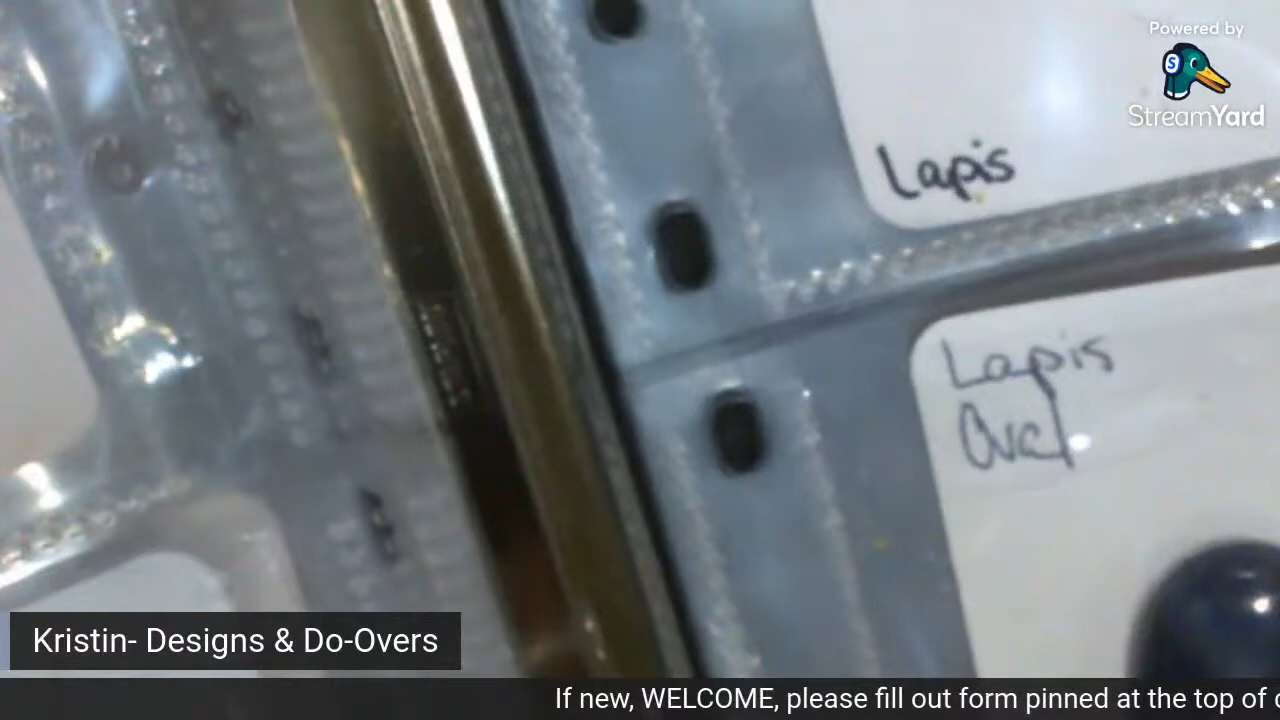 Powered by
StreamYard
Lapis
Lapis
Oval
Kristin- Designs & Do-Overs
If new, WELCOME, please fill out form pinned at the top of